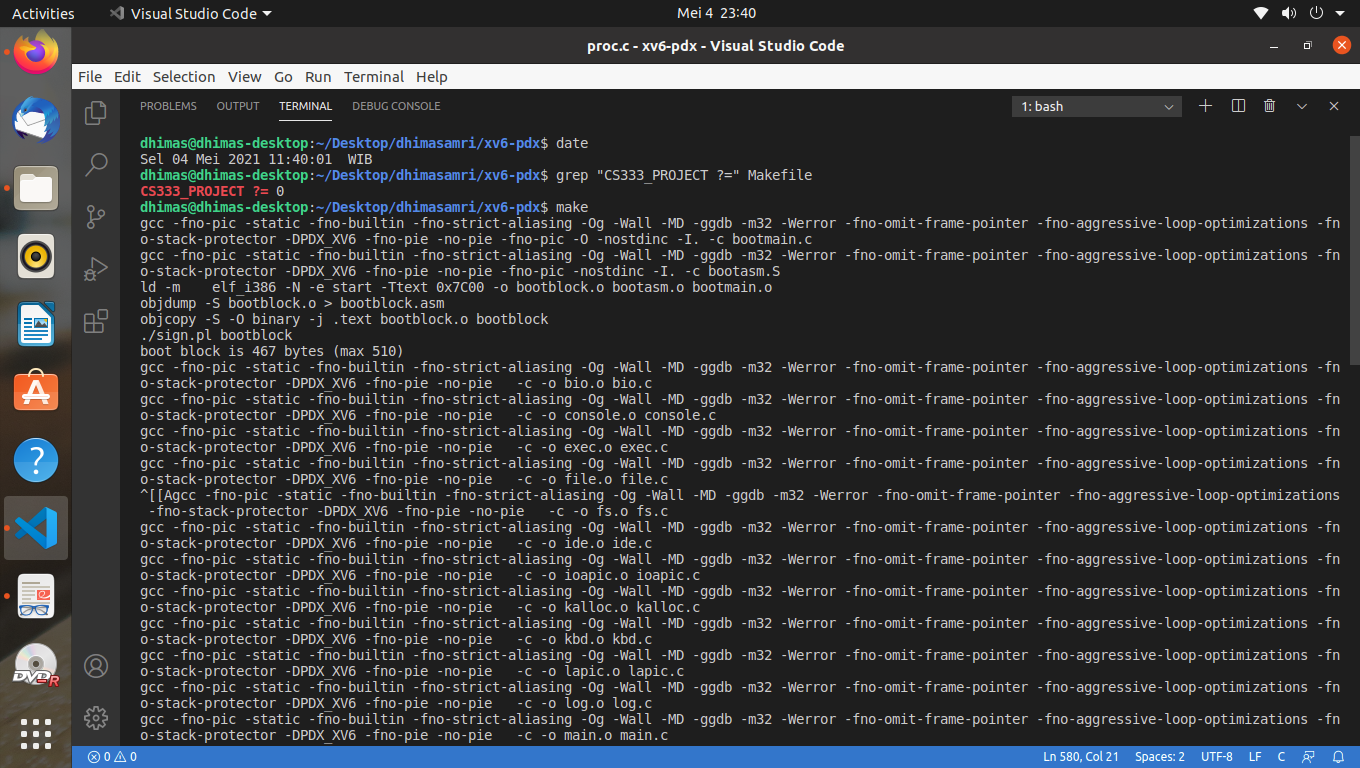 Activities
Visual Studio Code
Mei 4 23:40
proc.c - xv6-pdx - Visual Studio Code
File Edit Selection View Go Run Terminal Help
PROBLEMS OUTPUT TERMINAL DEBUG CONSOLE
1: bash
dhimas@dhimas-desktop:~/Desktop/dhimasamri/xv6-pdx$ date
Sel 04 Mei 2021 11:40:01  WIB
dhimas@dhimas-desktop:~/Desktop/dhimasamri/xv6-pdx$ grep "CS333_PROJECT ?=" Makefile
CS333_PROJECT ?= 0
dhimas@dhimas-desktop:~/Desktop/dhimasamri/xv6-pdx$ make
gcc -fno-pic -static -fno-builtin -fno-strict-aliasing -Og -Wall -MD -ggdb -m32 -Werror -fno-omit-frame-pointer -fno-aggressive-loop-optimizations -fn
o-stack-protector -DPDX_XV6 -fno-pie -no-pie -fno-pic -O -nostdinc -I. -c bootmain.c
gcc -fno-pic -static -fno-builtin -fno-strict-aliasing -Og -Wall -MD -ggdb -m32 -Werror -fno-omit-frame-pointer -fno-aggressive-loop-optimizations -fn
o-stack-protector -DPDX_XV6 -fno-pie -no-pie -fno-pic -nostdinc -I. -c bootasm.S
ld -m    elf_i386 -N -e start -Ttext 0x7C00 -o bootblock.o bootasm.o bootmain.o
objdump -S bootblock.o > bootblock.asm
objcopy -S -O binary -j .text bootblock.o bootblock
./sign.pl bootblock
boot block is 467 bytes (max 510)
gcc -fno-pic -static -fno-builtin -fno-strict-aliasing -Og -Wall -MD -ggdb -m32 -Werror -fno-omit-frame-pointer -fno-aggressive-loop-optimizations -fn
o-stack-protector -DPDX_XV6 -fno-pie -no-pie   -c -o bio.o bio.c
gcc -fno-pic -static -fno-builtin -fno-strict-aliasing -Og -Wall -MD -ggdb -m32 -Werror -fno-omit-frame-pointer -fno-aggressive-loop-optimizations -fn
o-stack-protector -DPDX_XV6 -fno-pie -no-pie   -c -o console.o console.c
gcc -fno-pic -static -fno-builtin -fno-strict-aliasing -Og -Wall -MD -ggdb -m32 -Werror -fno-omit-frame-pointer -fno-aggressive-loop-optimizations -fn
o-stack-protector -DPDX_XV6 -fno-pie -no-pie   -c -o exec.o exec.c
gcc -fno-pic -static -fno-builtin -fno-strict-aliasing -Og -Wall -MD -ggdb -m32 -Werror -fno-omit-frame-pointer -fno-aggressive-loop-optimizations -fn
o-stack-protector -DPDX_XV6 -fno-pie -no-pie   -c -o file.o file.c
^[[Agcc -fno-pic -static -fno-builtin -fno-strict-aliasing -Og -Wall -MD -ggdb -m32 -Werror -fno-omit-frame-pointer -fno-aggressive-loop-optimizations
 -fno-stack-protector -DPDX_XV6 -fno-pie -no-pie   -c -o fs.o fs.c
gcc -fno-pic -static -fno-builtin -fno-strict-aliasing -Og -Wall -MD -ggdb -m32 -Werror -fno-omit-frame-pointer -fno-aggressive-loop-optimizations -fn
o-stack-protector -DPDX_XV6 -fno-pie -no-pie   -c -o ide.o ide.c
gcc -fno-pic -static -fno-builtin -fno-strict-aliasing -Og -Wall -MD -ggdb -m32 -Werror -fno-omit-frame-pointer -fno-aggressive-loop-optimizations -fn
o-stack-protector -DPDX_XV6 -fno-pie -no-pie   -c -o ioapic.o ioapic.c
gcc -fno-pic -static -fno-builtin -fno-strict-aliasing -Og -Wall -MD -ggdb -m32 -Werror -fno-omit-frame-pointer -fno-aggressive-loop-optimizations -fn
o-stack-protector -DPDX_XV6 -fno-pie -no-pie   -c -o kalloc.o kalloc.c
gcc -fno-pic -static -fno-builtin -fno-strict-aliasing -Og -Wall -MD -ggdb -m32 -Werror -fno-omit-frame-pointer -fno-aggressive-loop-optimizations -fn
o-stack-protector -DPDX_XV6 -fno-pie -no-pie   -c -o kbd.o kbd.c
gcc -fno-pic -static -fno-builtin -fno-strict-aliasing -Og -Wall -MD -ggdb -m32 -Werror -fno-omit-frame-pointer -fno-aggressive-loop-optimizations -fn
o-stack-protector -DPDX_XV6 -fno-pie -no-pie   -c -o lapic.o lapic.c
gcc -fno-pic -static -fno-builtin -fno-strict-aliasing -Og -Wall -MD -ggdb -m32 -Werror -fno-omit-frame-pointer -fno-aggressive-loop-optimizations -fn
o-stack-protector -DPDX_XV6 -fno-pie -no-pie   -c -o log.o log.c
gcc -fno-pic -static -fno-builtin -fno-strict-aliasing -Og -Wall -MD -ggdb -m32 -Werror -fno-omit-frame-pointer -fno-aggressive-loop-optimizations -fn
o-stack-protector -DPDX_XV6 -fno-pie -no-pie   -c -o main.o main.c
DVD-R
0 0
Ln 580, Col 21 Spaces: 2 UTF-8 LF C